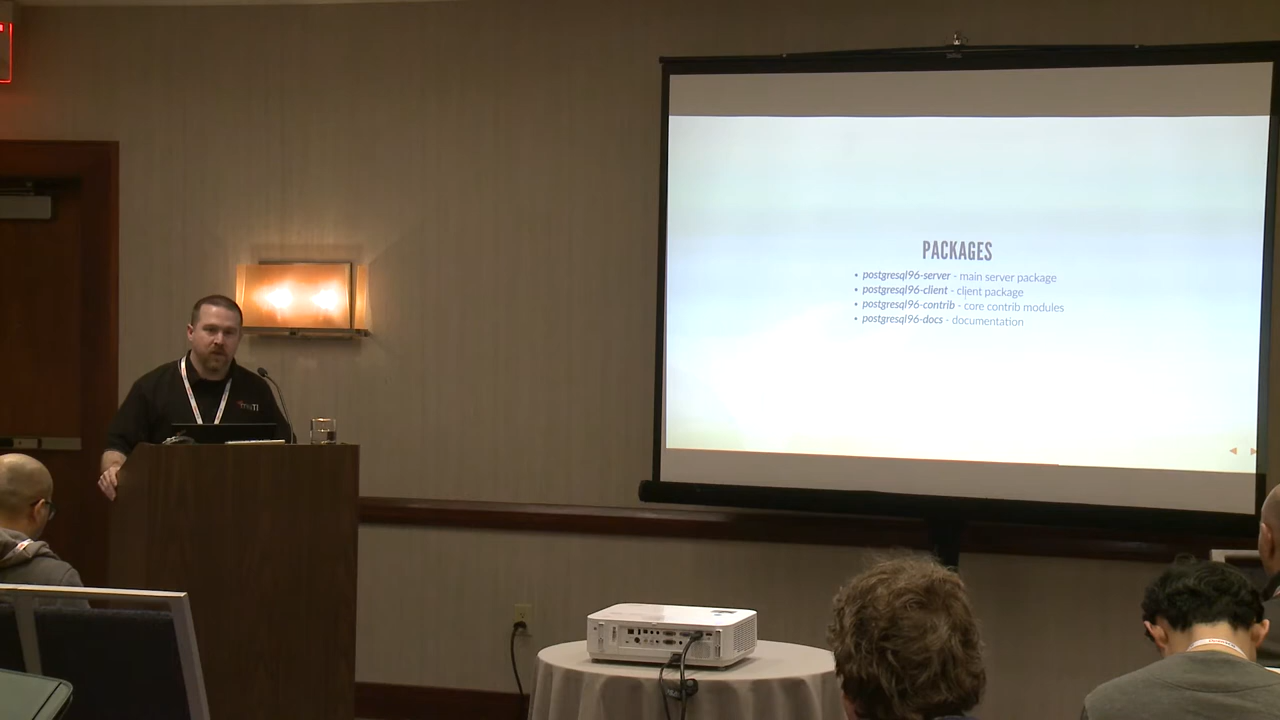 PACKAGES
• postgresql96-server - main server package
• postgresql96-client - client package
• postgresql96-contrib - core contrib modules
• postgresql96-docs - documentation